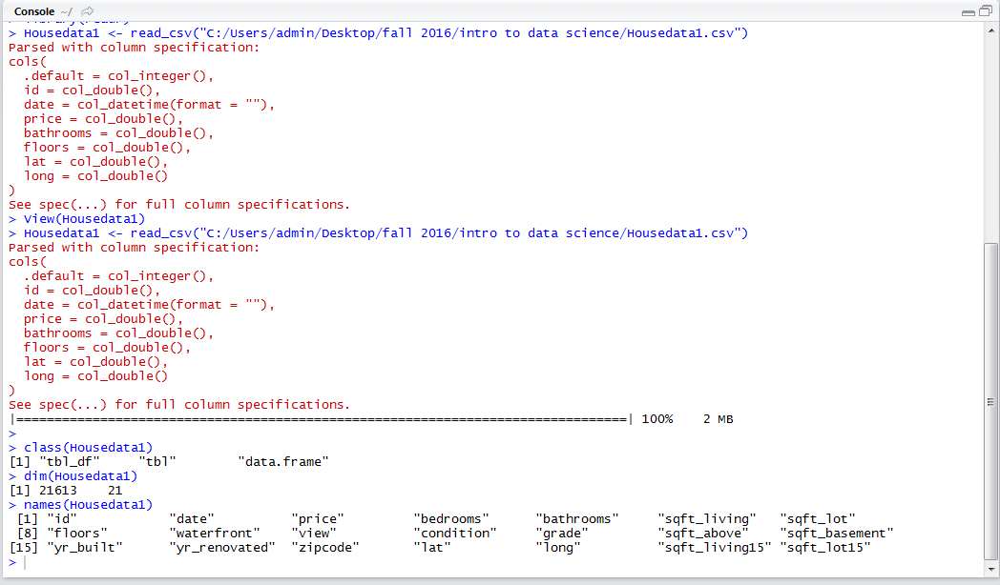 Console ~/
> Housedata1 <- read_csv("C:/Users/admin/Desktop/fall 2016/intro to data science/Housedata1.csv")
Parsed with column specification:
cols(
  .default = col_integer(),
  id = col_double(),
  date = col_datetime(format = ""),
  price = col_double(),
  bathrooms = col_double(),
  floors = col_double(),
  lat = col_double(),
  long = col_double()
)
See spec(...) for full column specifications.
> View(Housedata1)
> Housedata1 <- read_csv("C:/Users/admin/Desktop/fall 2016/intro to data science/Housedata1.csv")
Parsed with column specification:
cols(
  .default = col_integer(),
  id = col_double(),
  date = col_datetime(format = ""),
  price = col_double(),
  bathrooms = col_double(),
  floors = col_double(),
  lat = col_double(),
  long = col_double()
)
See spec(...) for full column specifications.
|================================================================================| 100%    2 MB
>
> class(Housedata1)
[1] "tbl_df"     "tbl"        "data.frame"
> dim(Housedata1)
[1] 21613    21
> names(Housedata1)
 [1] "id"            "date"          "price"         "bedrooms"      "bathrooms"     "sqft_living"   "sqft_lot"
 [8] "floors"        "waterfront"    "view"          "condition"     "grade"         "sqft_above"    "sqft_basement"
[15] "yr_built"      "yr_renovated"  "zipcode"       "lat"           "long"          "sqft_living15" "sqft_lot15"
>